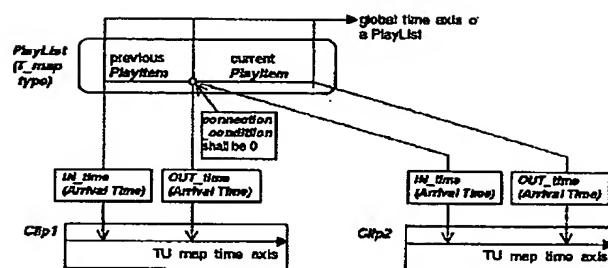 global time axis o
a PlayList
PlayList
(T_map
type)
previous
PlayItem
current
PlayItem
connection
_condition
shall be 0
IN_time
(Arrival Time)
OUT_time
(Arrival Time)
IN_time
(Arrival Time)
OUT_time
(Arrival Time)
Clip1
TU map time axis
Clip2
TU map time axis